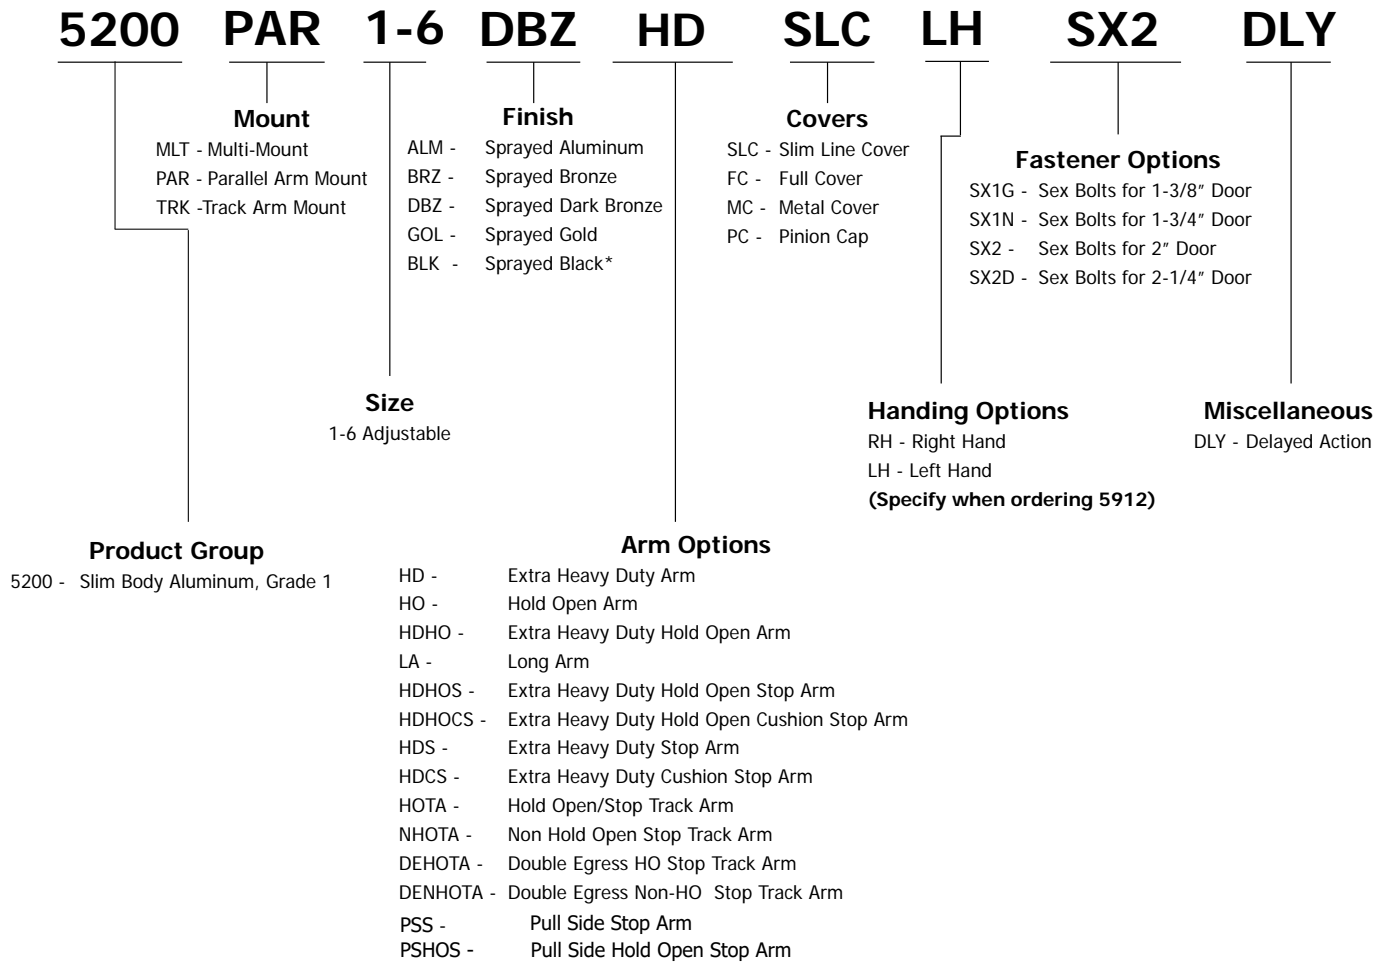 5200 PAR 1-6 DBZ HD SLC LH SX2 DLY
Mount
MLT - Multi-Mount
PAR - Parallel Arm Mount
TRK -Track Arm Mount
Finish
ALM - Sprayed Aluminum
BRZ - Sprayed Bronze
DBZ - Sprayed Dark Bronze
GOL - Sprayed Gold
BLK - Sprayed Black*
Covers
SLC - Slim Line Cover
FC - Full Cover
MC - Metal Cover
PC - Pinion Cap
Fastener Options
SX1G - Sex Bolts for 1-3/8" Door
SX1N - Sex Bolts for 1-3/4" Door
SX2 - Sex Bolts for 2" Door
SX2D - Sex Bolts for 2-1/4" Door
Size
1-6 Adjustable
Handing Options
RH - Right Hand
LH - Left Hand
(Specify when ordering 5912)
Miscellaneous
DLY - Delayed Action
Product Group
5200 - Slim Body Aluminum, Grade 1
Arm Options
HD - Extra Heavy Duty Arm
HO - Hold Open Arm
HDHO - Extra Heavy Duty Hold Open Arm
LA - Long Arm
HDHOS - Extra Heavy Duty Hold Open Stop Arm
HDHOCS - Extra Heavy Duty Hold Open Cushion Stop Arm
HDS - Extra Heavy Duty Stop Arm
HDCS - Extra Heavy Duty Cushion Stop Arm
HOTA - Hold Open/Stop Track Arm
NHOTA - Non Hold Open Stop Track Arm
DEHOTA - Double Egress HO Stop Track Arm
DENHOTA - Double Egress Non-HO Stop Track Arm
PSS - Pull Side Stop Arm
PSHOS - Pull Side Hold Open Stop Arm